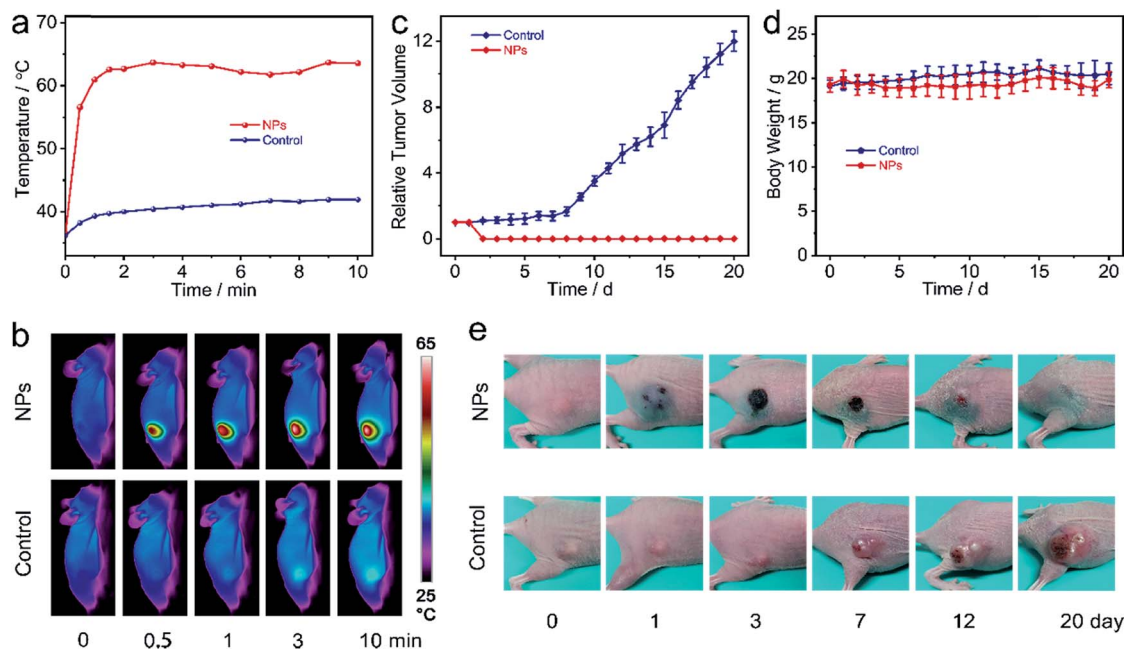 a
Temperature / °C
60
50
40
NPs
Control
0 2 4 6 8 10
Time / min
c
Relative Tumor Volume
12
8
4
0
Control
NPs
0 5 10 15 20
Time / d
d
Body Weight / g
25
20
15
10
5
0
Control
NPs
0 5 10 15 20
Time / d
b
NPs
Control
65
25
°C
0 0.5 1 3 10 min
e
NPs
Control
0 1 3 7 12 20 day